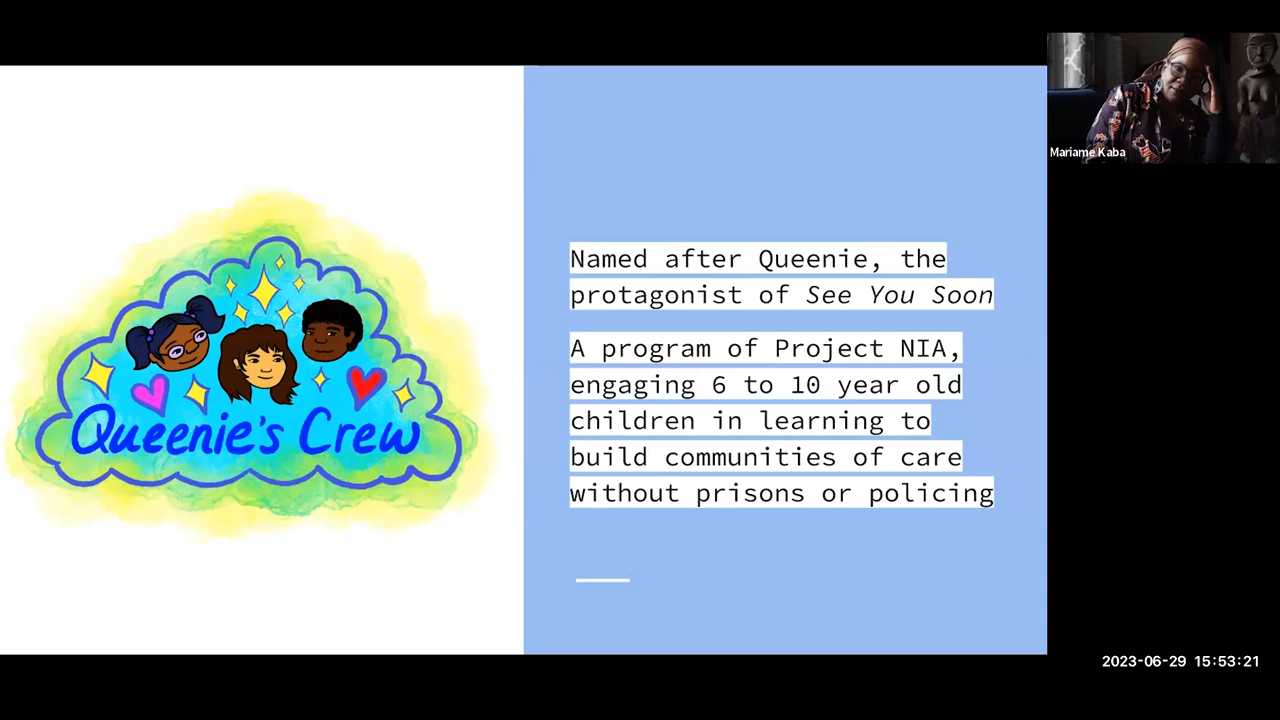 Mariame Kaba
Named after Queenie, the
protagonist of See You Soon
A program of Project NIA,
engaging 6 to 10 year old
children in learning to
build communities of care
without prisons or policing
Queenie's Crew
2023-06-29 15:53:21